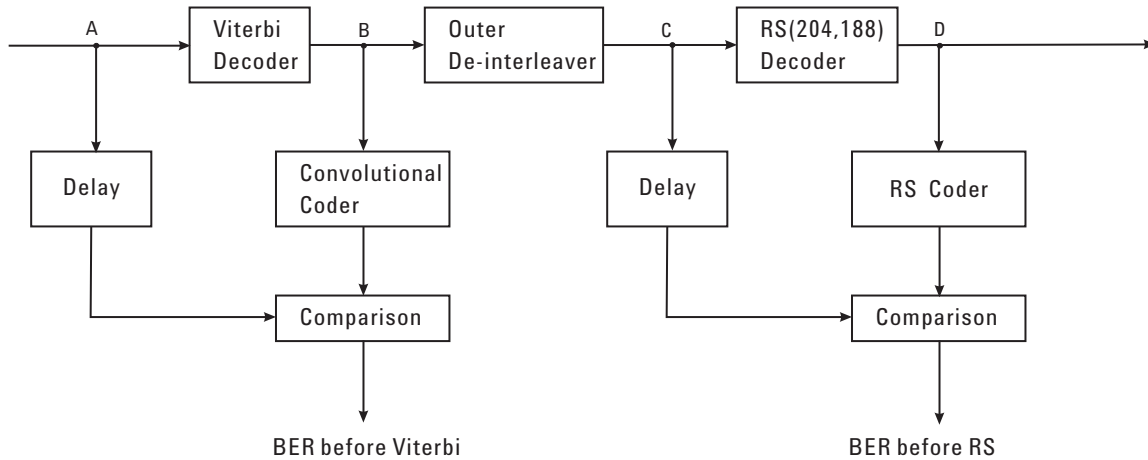 A
Viterbi
Decoder
B
Outer
De-interleaver
C
RS(204,188)
Decoder
D
Delay
Convolutional
Coder
Delay
RS Coder
Comparison
Comparison
BER before Viterbi
BER before RS